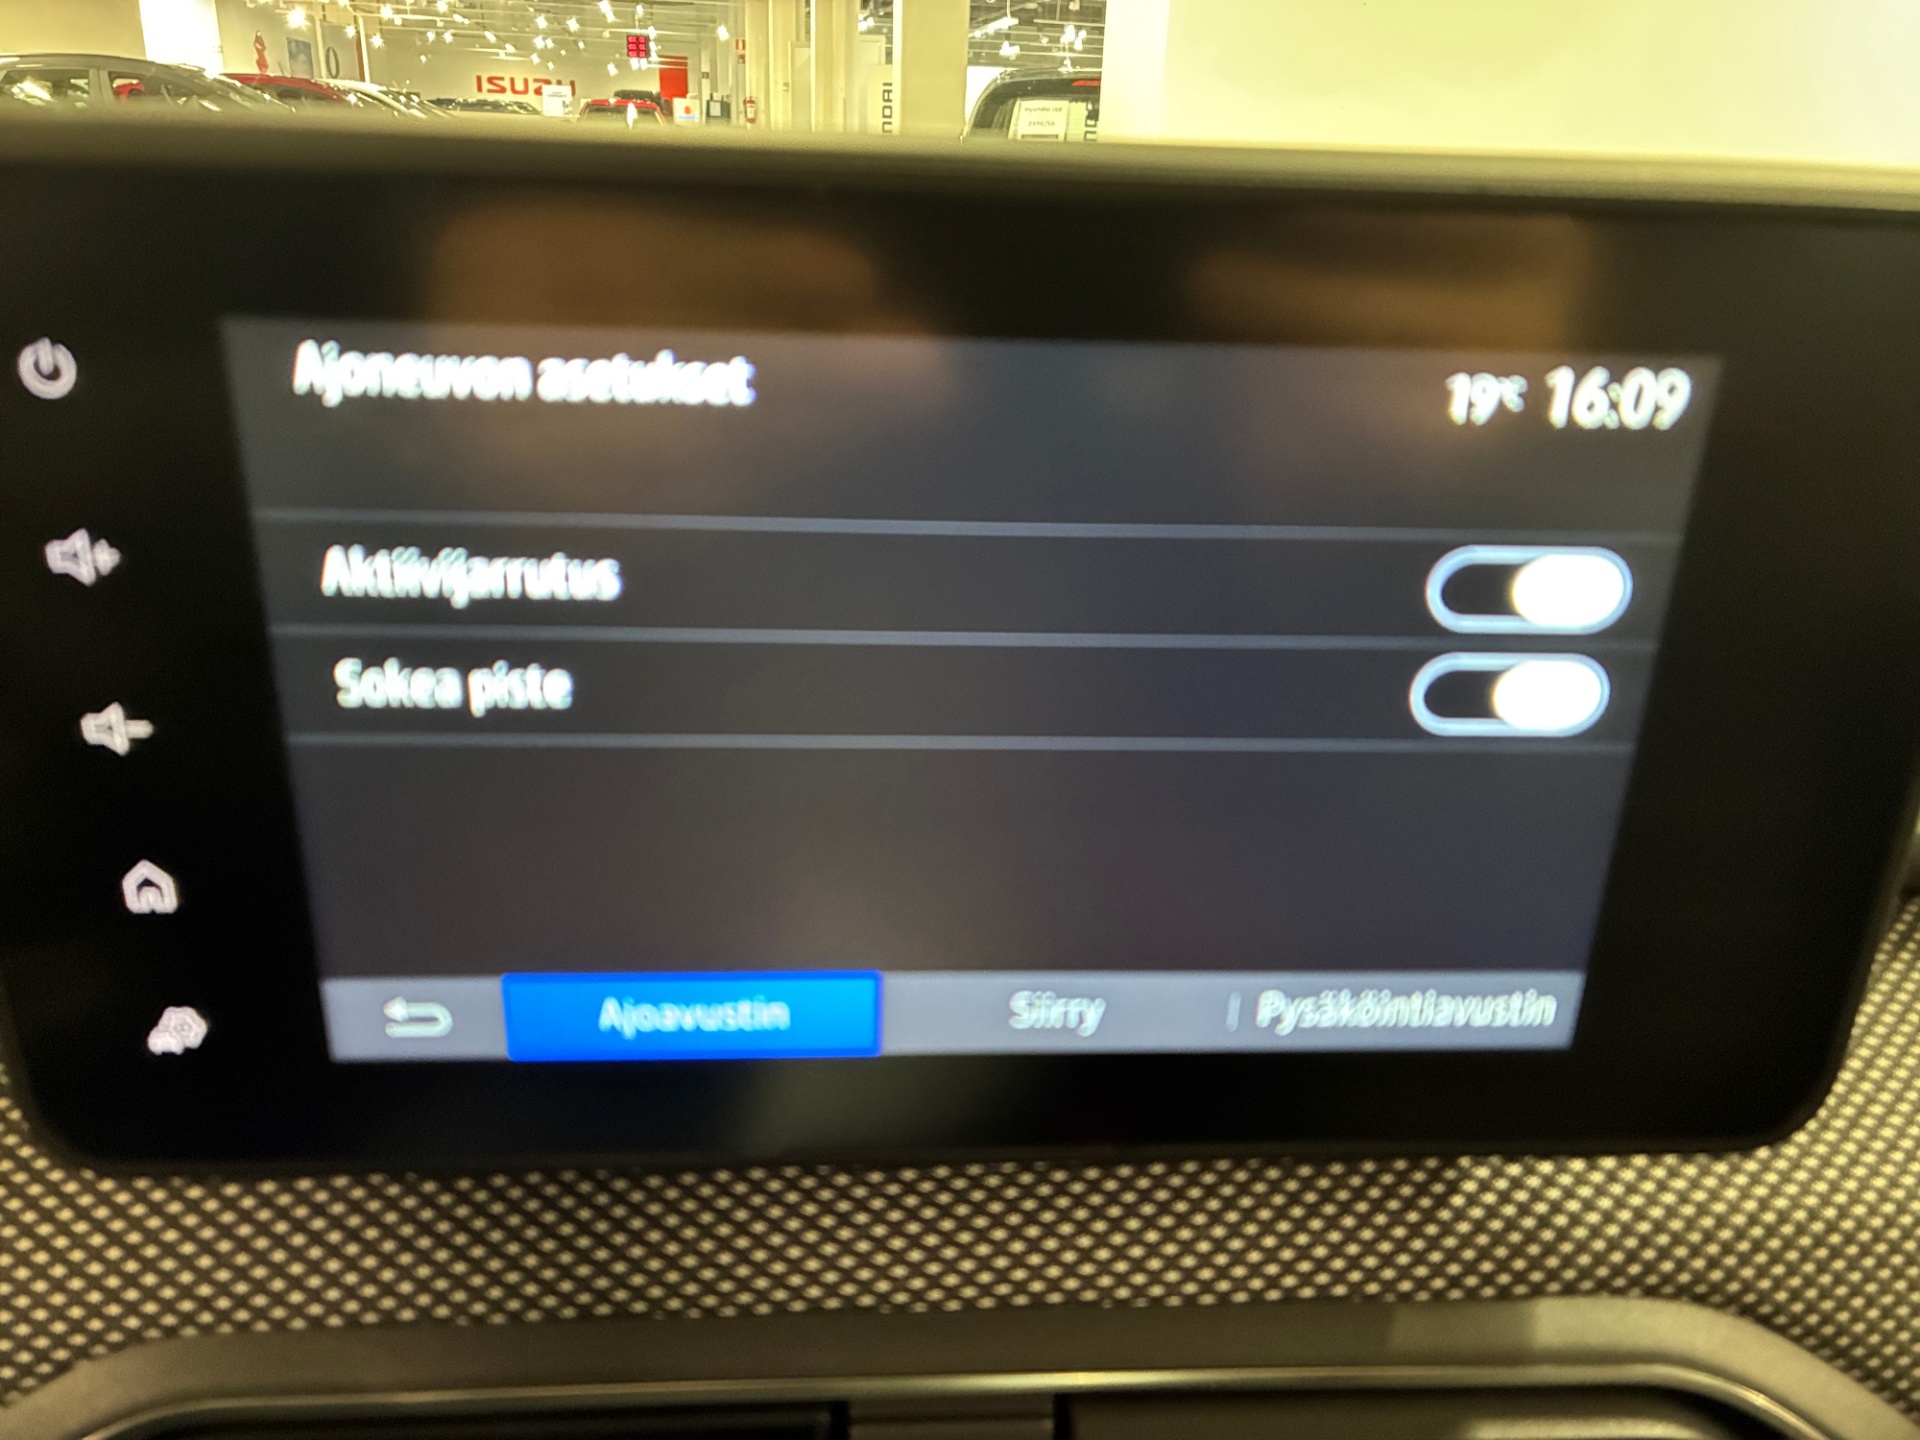 ISUZU
Ajoneuvon asetukset
19°C 16:09
Aktiivijarrutus
Sokea piste
Ajoavustin
Siirry
Pysäköintiavustin